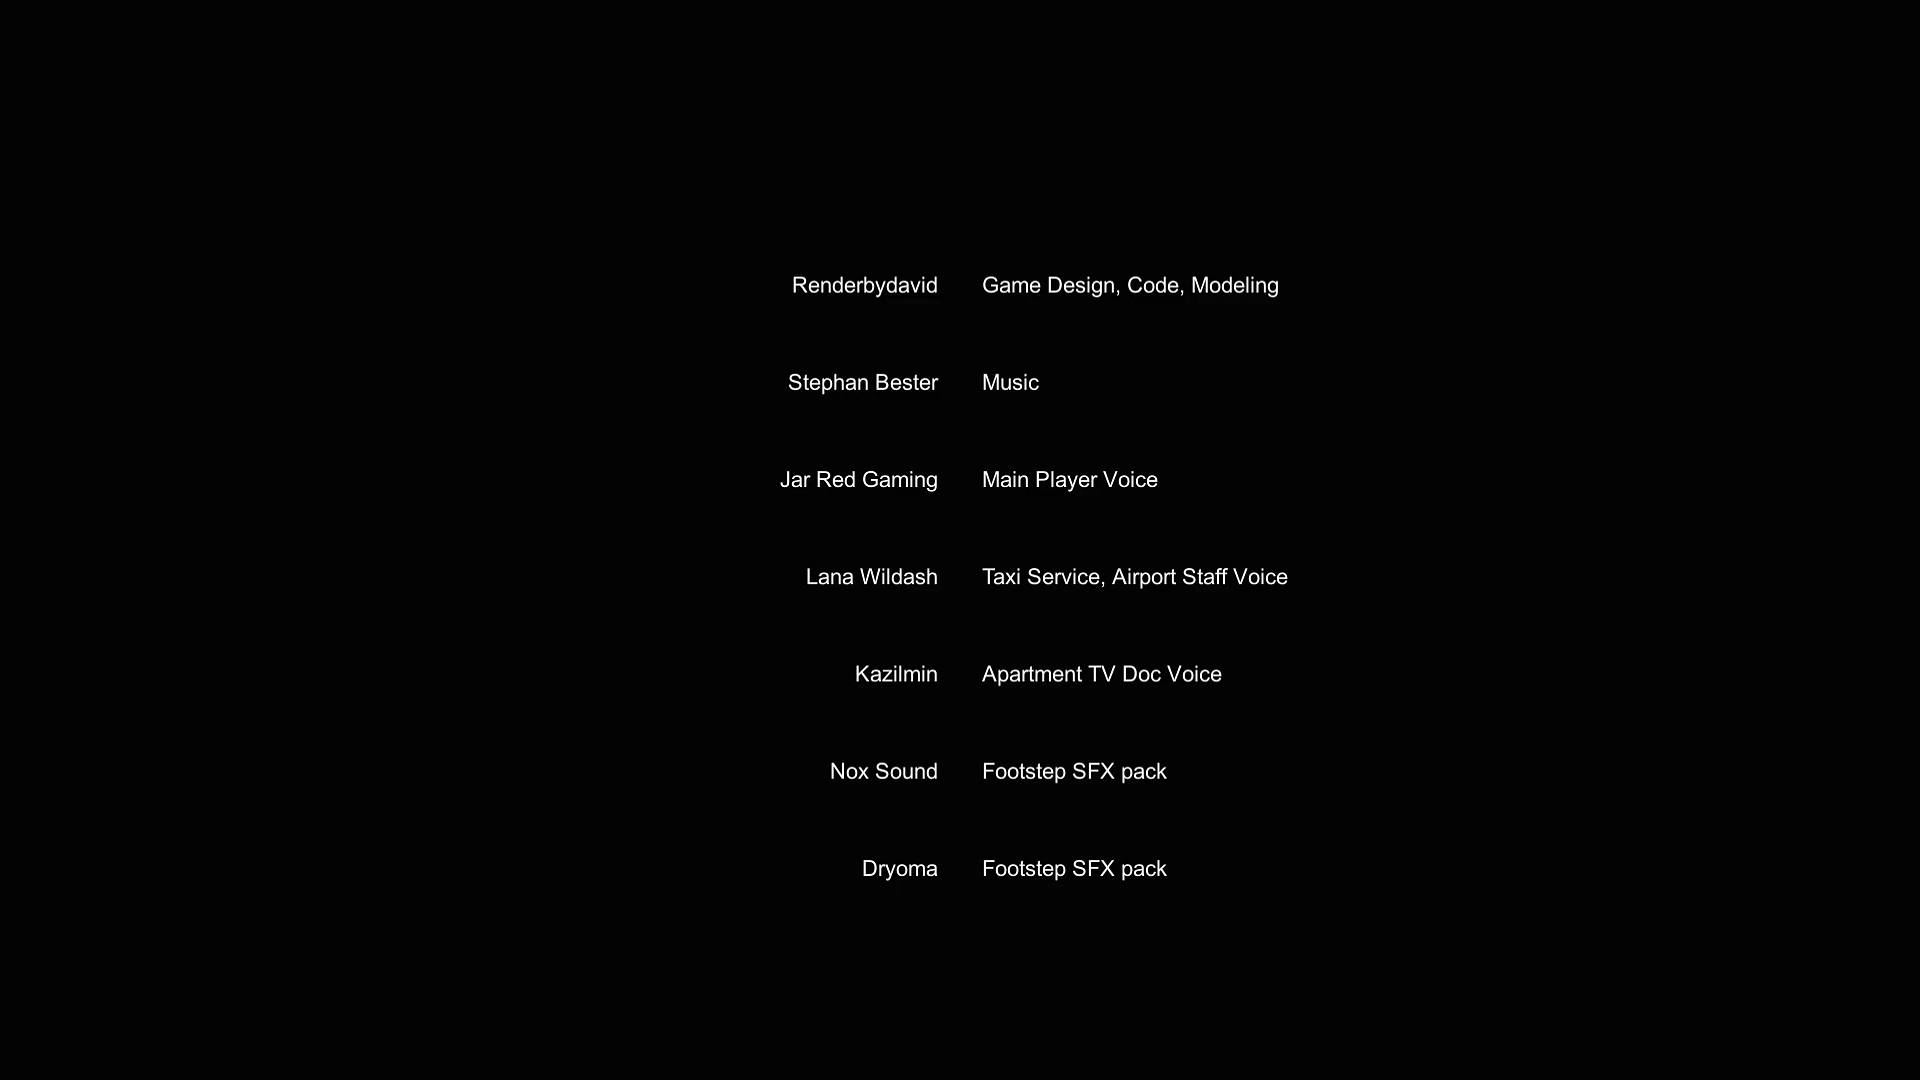 Renderbydavid Game Design, Code, Modeling
Stephan Bester Music
Jar Red Gaming Main Player Voice
Lana Wildash Taxi Service, Airport Staff Voice
Kazilmin Apartment TV Doc Voice
Nox Sound Footstep SFX pack
Dryoma Footstep SFX pack